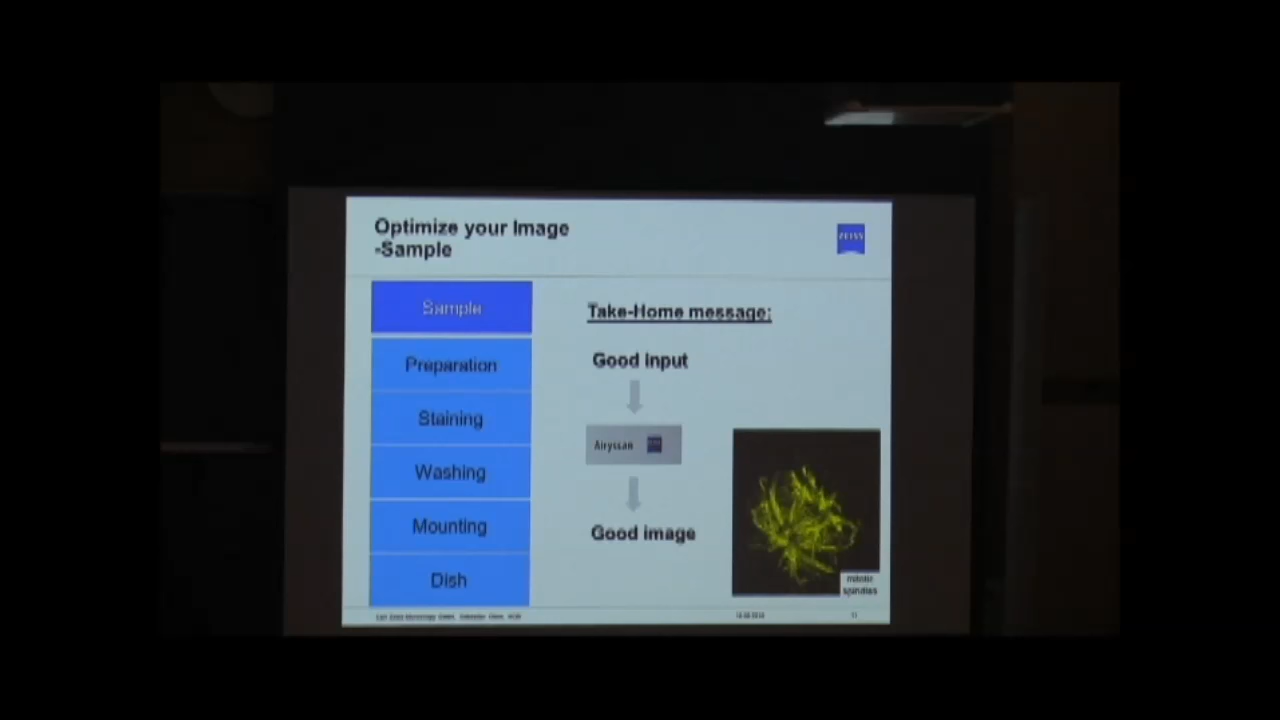 Optimize your Image
-Sample
ZEISS
Sample
Preparation
Staining
Washing
Mounting
Dish
Take-Home message:
Good input
Airyscan
Good image
mitotic
spindles